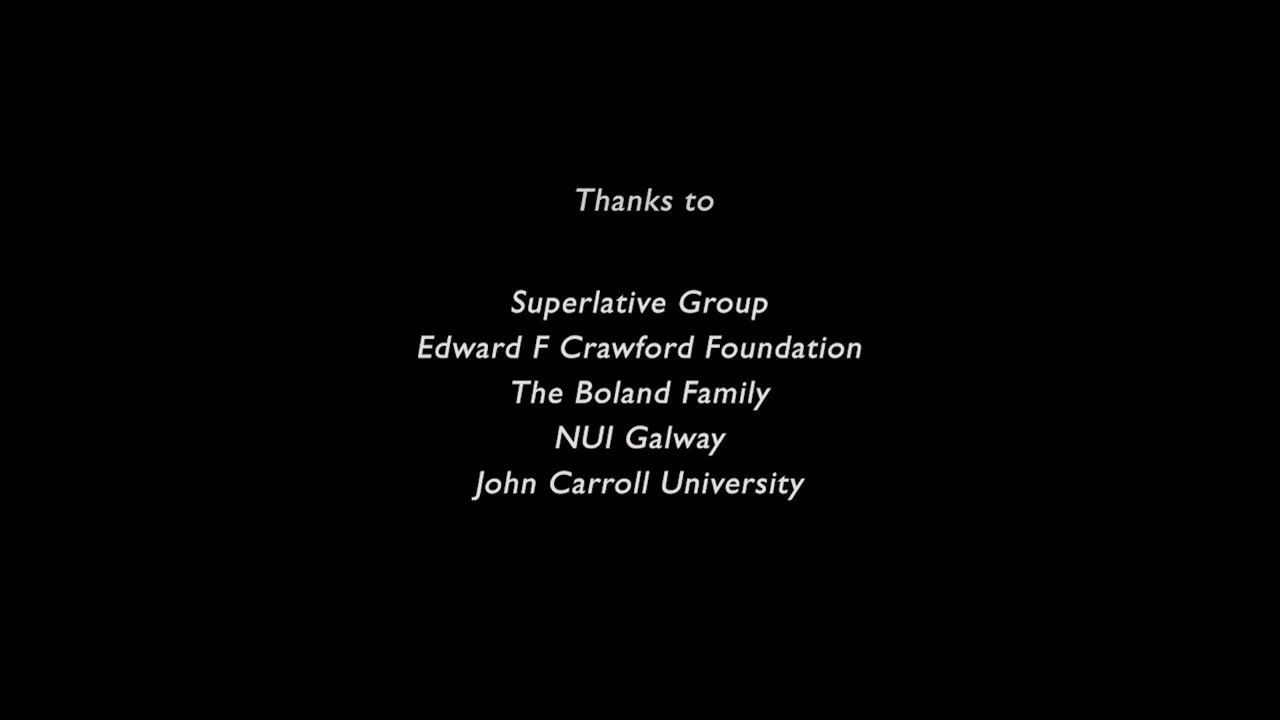 Thanks to
Superlative Group
Edward F Crawford Foundation
The Boland Family
NUI Galway
John Carroll University